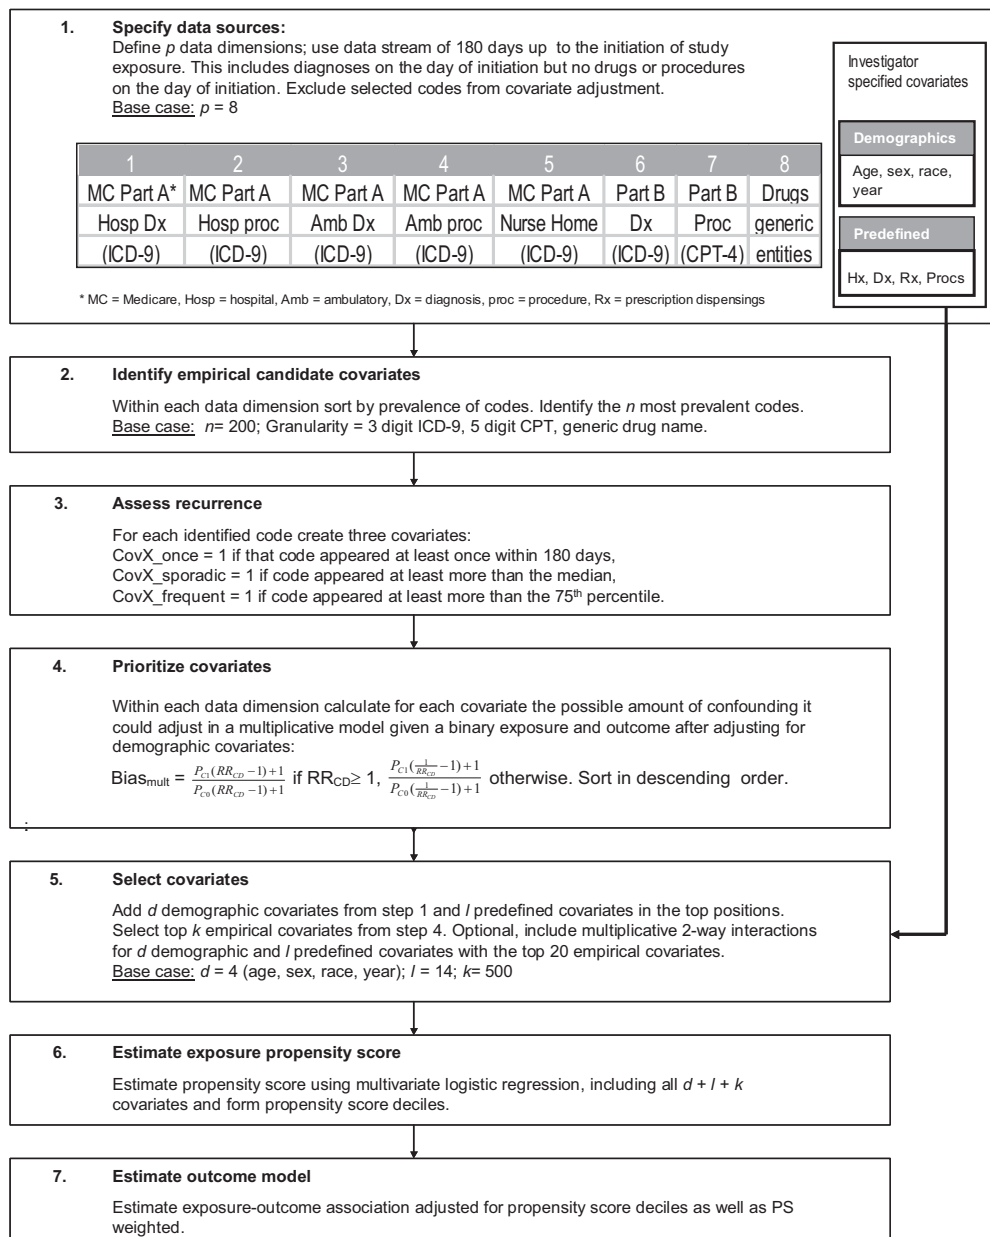 1. Specify data sources:
Define p data dimensions; use data stream of 180 days up to the initiation of study
exposure. This includes diagnoses on the day of initiation but no drugs or procedures
on the day of initiation. Exclude selected codes from covariate adjustment.
Base case: p = 8
Investigator
specified covariates
Demographics
Age, sex, race,
year
Predefined
Hx, Dx, Rx, Procs
1 2 3 4 5 6 7 8
MC Part A* MC Part A MC Part A MC Part A MC Part A Part B Part B Drugs
Hosp Dx Hosp proc Amb Dx Amb proc Nurse Home Dx Proc generic
(ICD-9) (ICD-9) (ICD-9) (ICD-9) (ICD-9) (ICD-9) (CPT-4) entities
* MC = Medicare, Hosp = hospital, Amb = ambulatory, Dx = diagnosis, proc = procedure, Rx = prescription dispensings
2. Identify empirical candidate covariates
Within each data dimension sort by prevalence of codes. Identify the n most prevalent codes.
Base case: n= 200; Granularity = 3 digit ICD-9, 5 digit CPT, generic drug name.
3. Assess recurrence
For each identified code create three covariates:
CovX_once = 1 if that code appeared at least once within 180 days,
CovX_sporadic = 1 if code appeared at least more than the median,
CovX_frequent = 1 if code appeared at least more than the 75th percentile.
4. Prioritize covariates
Within each data dimension calculate for each covariate the possible amount of confounding it
could adjust in a multiplicative model given a binary exposure and outcome after adjusting for
demographic covariates:
Bias_mult = (P_C1(RR_CD −1)+1)/(P_C0(RR_CD −1)+1) if RR_CD ≥ 1, (P_C1(1/RR_CD −1)+1)/(P_C0(1/RR_CD −1)+1) otherwise. Sort in descending order.
:
5. Select covariates
Add d demographic covariates from step 1 and l predefined covariates in the top positions.
Select top k empirical covariates from step 4. Optional, include multiplicative 2-way interactions
for d demographic and l predefined covariates with the top 20 empirical covariates.
Base case: d = 4 (age, sex, race, year); l = 14; k= 500
6. Estimate exposure propensity score
Estimate propensity score using multivariate logistic regression, including all d + l + k
covariates and form propensity score deciles.
7. Estimate outcome model
Estimate exposure-outcome association adjusted for propensity score deciles as well as PS
weighted.